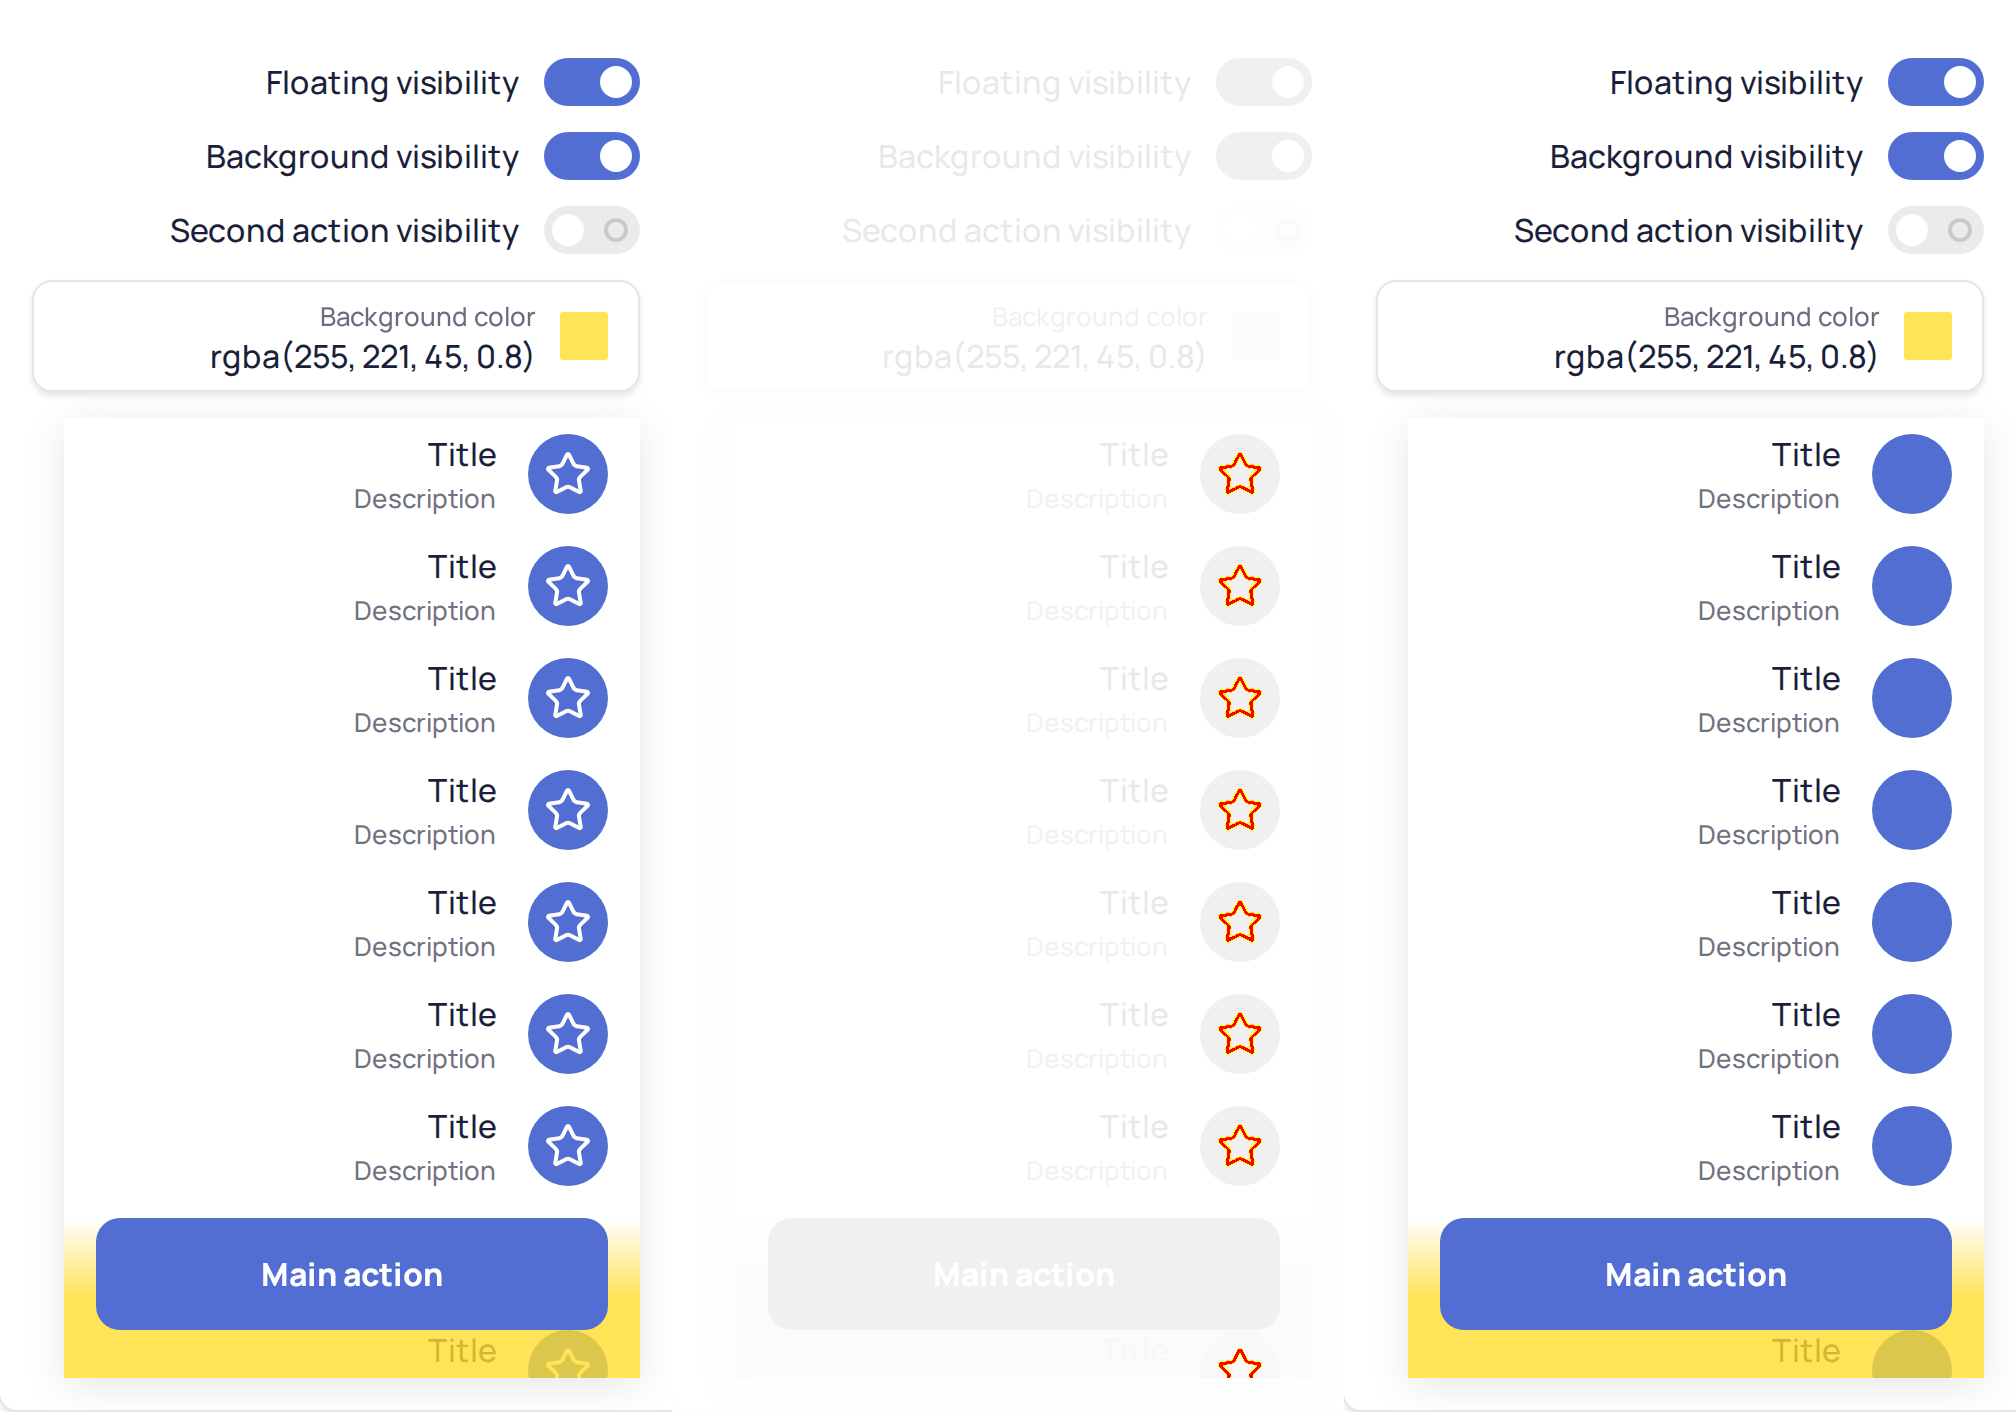 Floating visibility
Background visibility
Second action visibility
Background color
rgba(255, 221, 45, 0.8)
Title
Description
Title
Description
Title
Description
Title
Description
Title
Description
Title
Description
Title
Description
Main action
Title
Floating visibility
Background visibility
Second action visibility
Background color
rgba(255, 221, 45, 0.8)
Title
Description
Title
Description
Title
Description
Title
Description
Title
Description
Title
Description
Title
Description
Main action
Title
Floating visibility
Background visibility
Second action visibility
Background color
rgba(255, 221, 45, 0.8)
Title
Description
Title
Description
Title
Description
Title
Description
Title
Description
Title
Description
Title
Description
Main action
Title